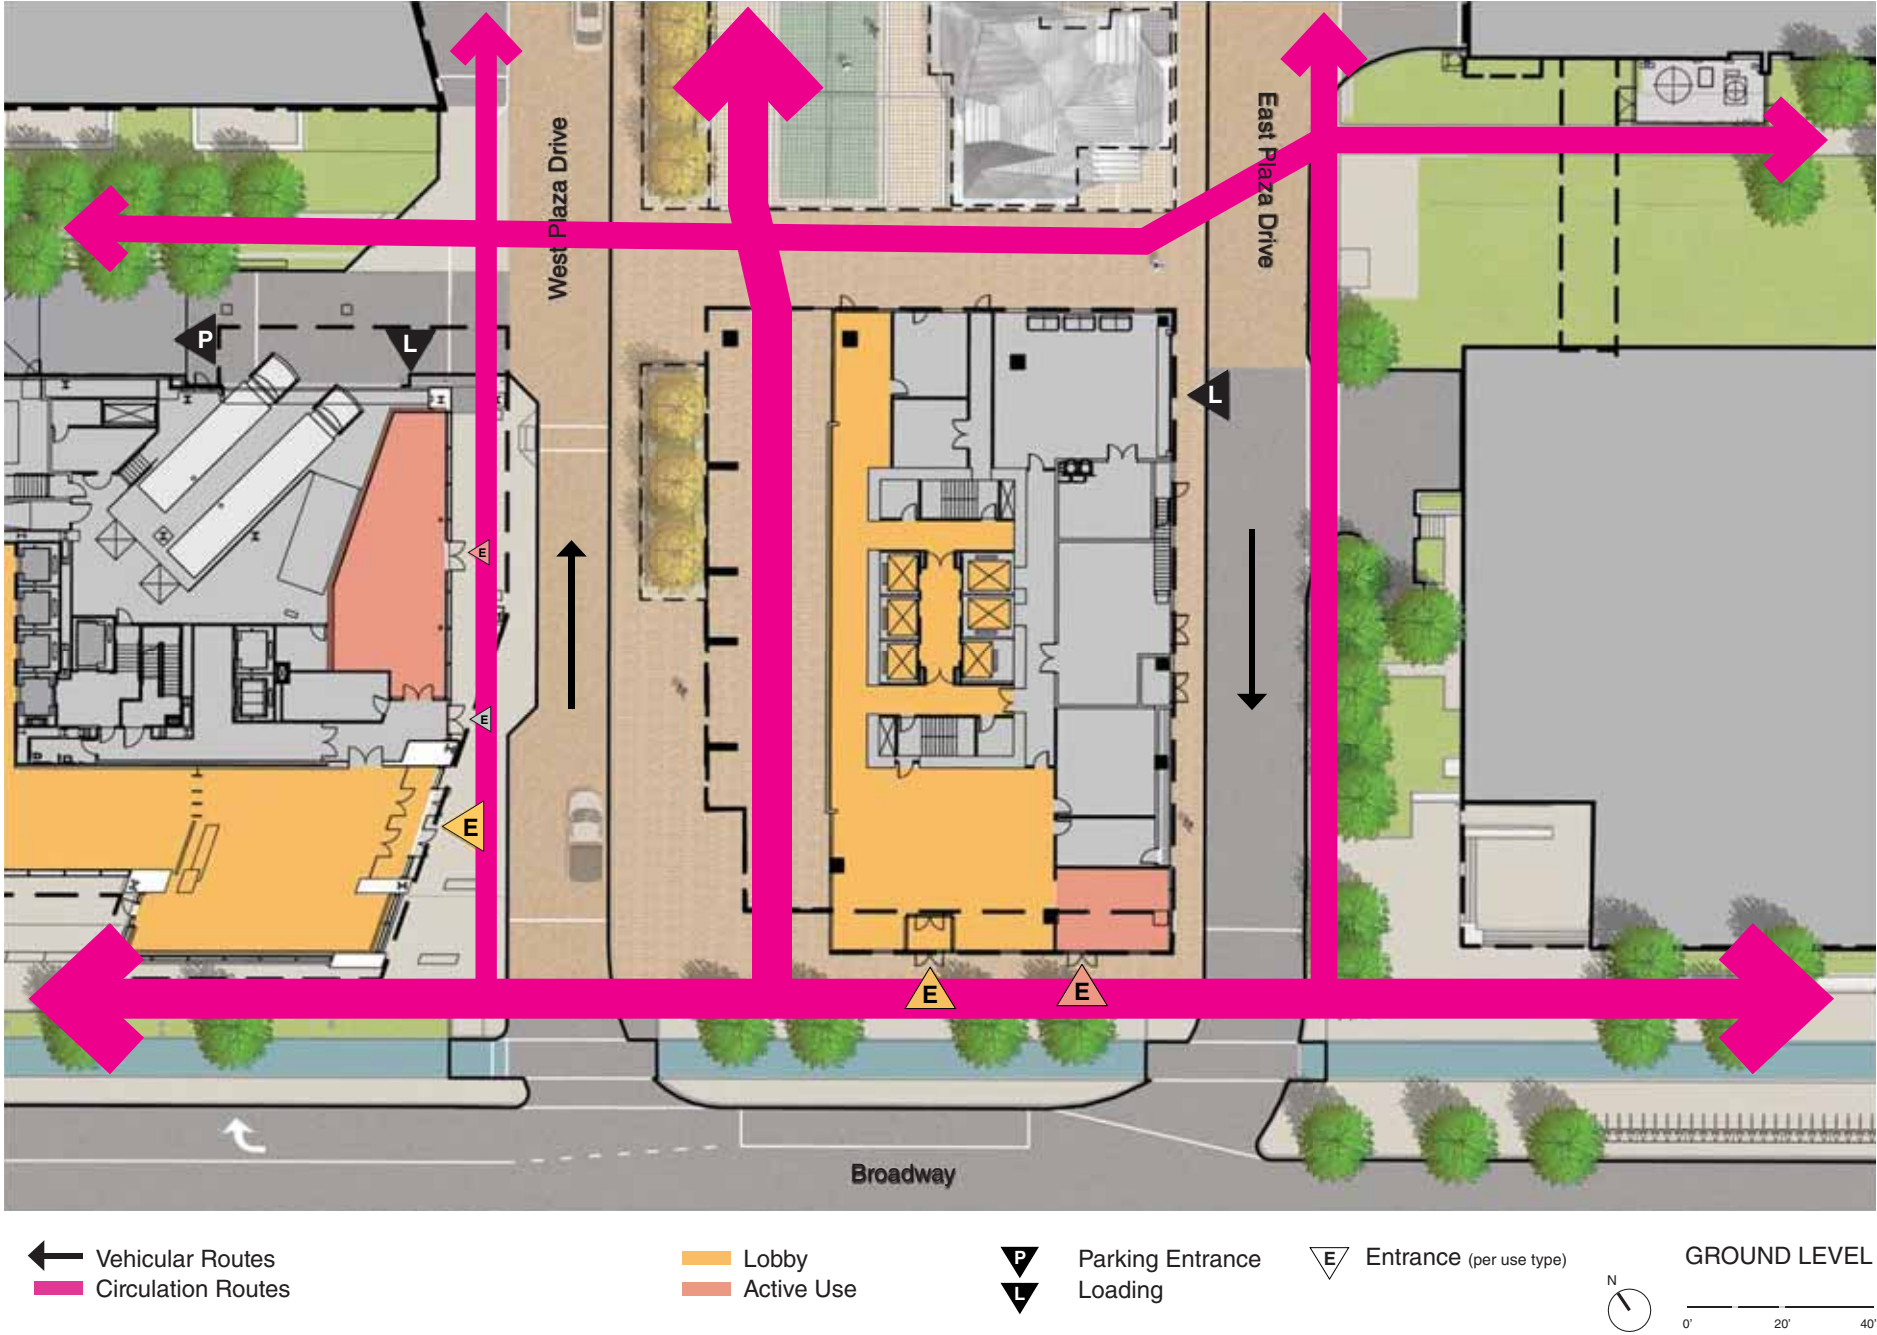 West Plaza Drive
East Plaza Drive
P
L
L
E
E
E
E
E
Broadway
Vehicular Routes
Circulation Routes
Lobby
Active Use
P Parking Entrance
L Loading
E Entrance (per use type)
GROUND LEVEL
N
0' 20' 40'